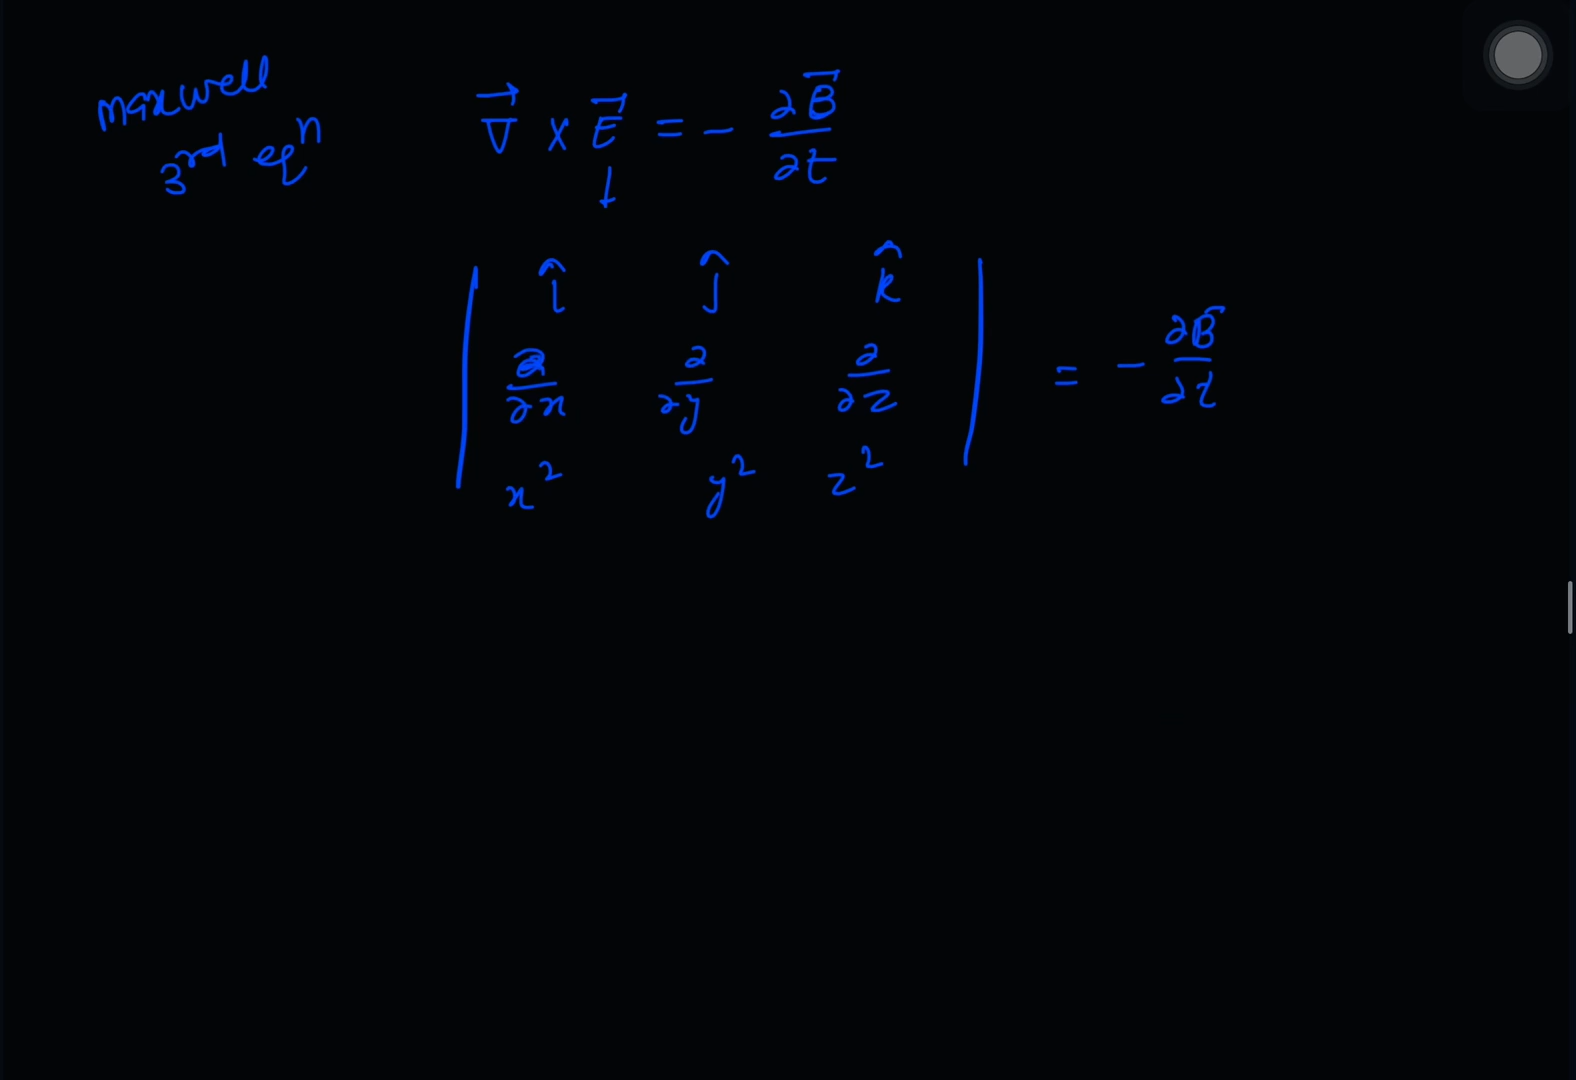 maxwell
3rd eqⁿ
∇⃗ × E⃗ = - ∂B⃗/∂t
↓
| î ĵ k̂ |
| ∂/∂x ∂/∂y ∂/∂z | = - ∂B⃗/∂t
| x² y² z² |